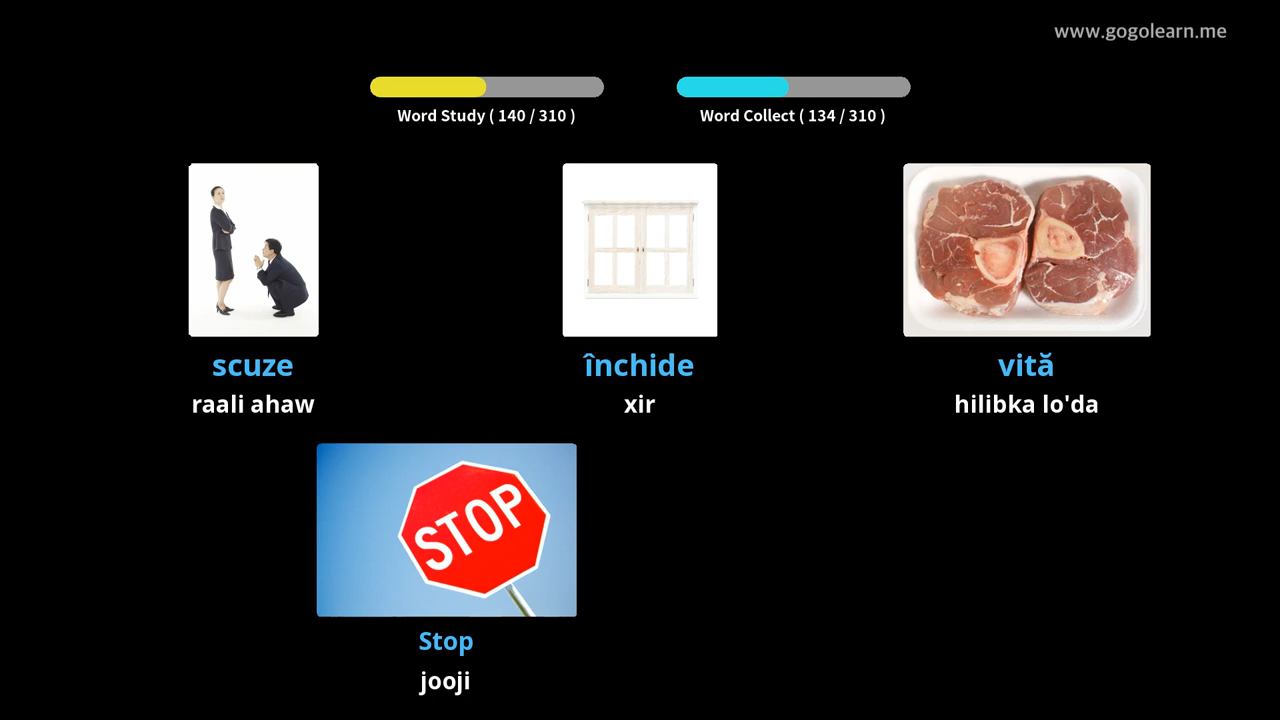 www.gogolearn.me
Word Study ( 140 / 310 )
Word Collect ( 134 / 310 )
scuze
închide
vită
raali ahaw
xir
hilibka lo'da
STOP
Stop
jooji